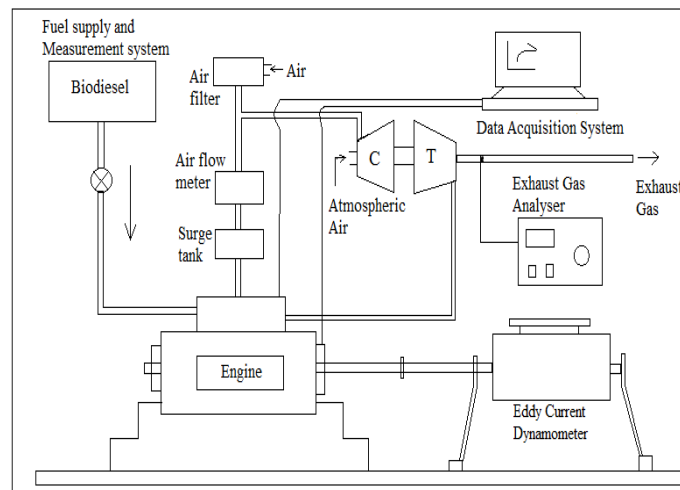 Fuel supply and
Measurement system
Biodiesel
Air
filter
Air
Air flow
meter
Surge
tank
C
T
Atmospheric
Air
Data Acquisition System
Exhaust Gas
Analyser
Exhaust
Gas
Engine
Eddy Current
Dynamometer